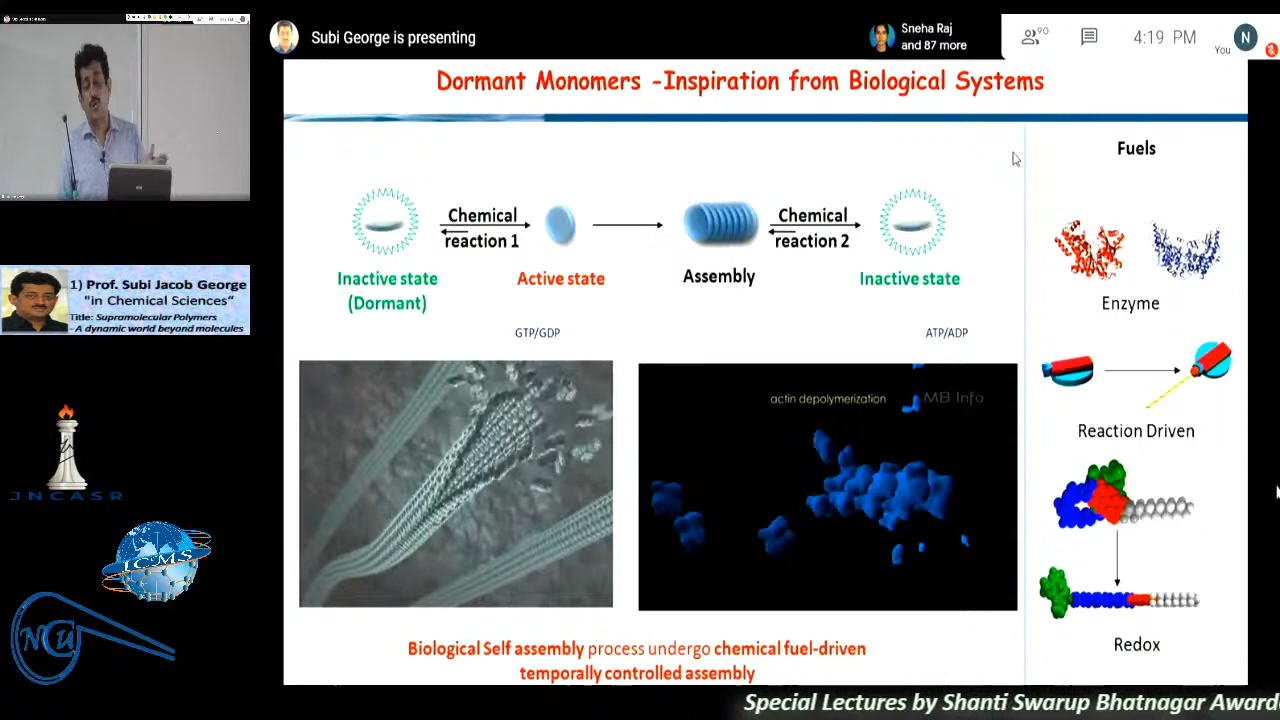 Subi George is presenting
Sneha Raj
and 87 more
90
4:19 PM
You
N
Dormant Monomers -Inspiration from Biological Systems
Fuels
Chemical
reaction 1
Chemical
reaction 2
Inactive state
(Dormant)
Active state
Assembly
Inactive state
Enzyme
GTP/GDP
ATP/ADP
1) Prof. Subi Jacob George
"in Chemical Sciences“
Title: Supramolecular Polymers
- A dynamic world beyond molecules
actin depolymerization
MB Info
Reaction Driven
JNCASR
ICMS
NCU
Redox
Biological Self assembly process undergo chemical fuel-driven
temporally controlled assembly
Special Lectures by Shanti Swarup Bhatnagar Award